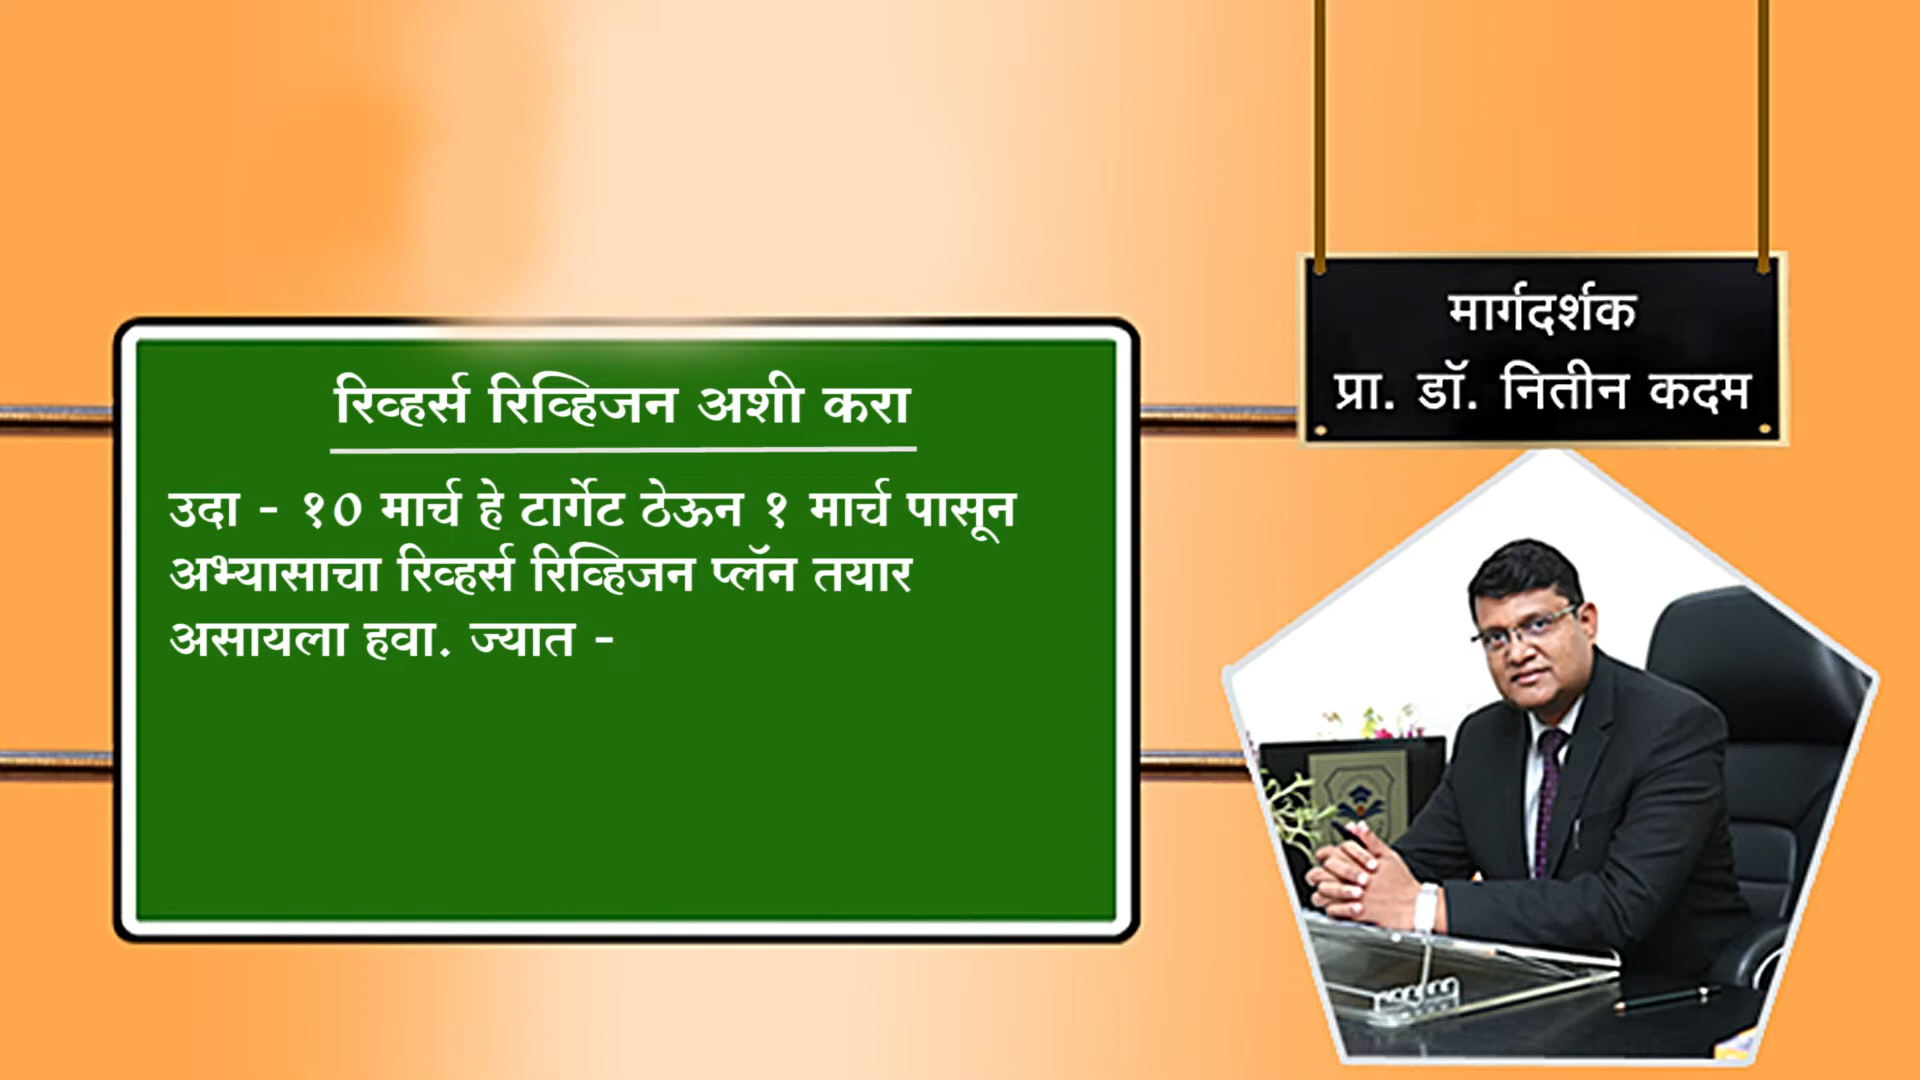 रिव्हर्स रिव्हिजन अशी करा
उदा - १० मार्च हे टार्गेट ठेऊन १ मार्च पासून
अभ्यासाचा रिव्हर्स रिव्हिजन प्लॅन तयार
असायला हवा. ज्यात -
मार्गदर्शक
प्रा. डॉ. नितीन कदम